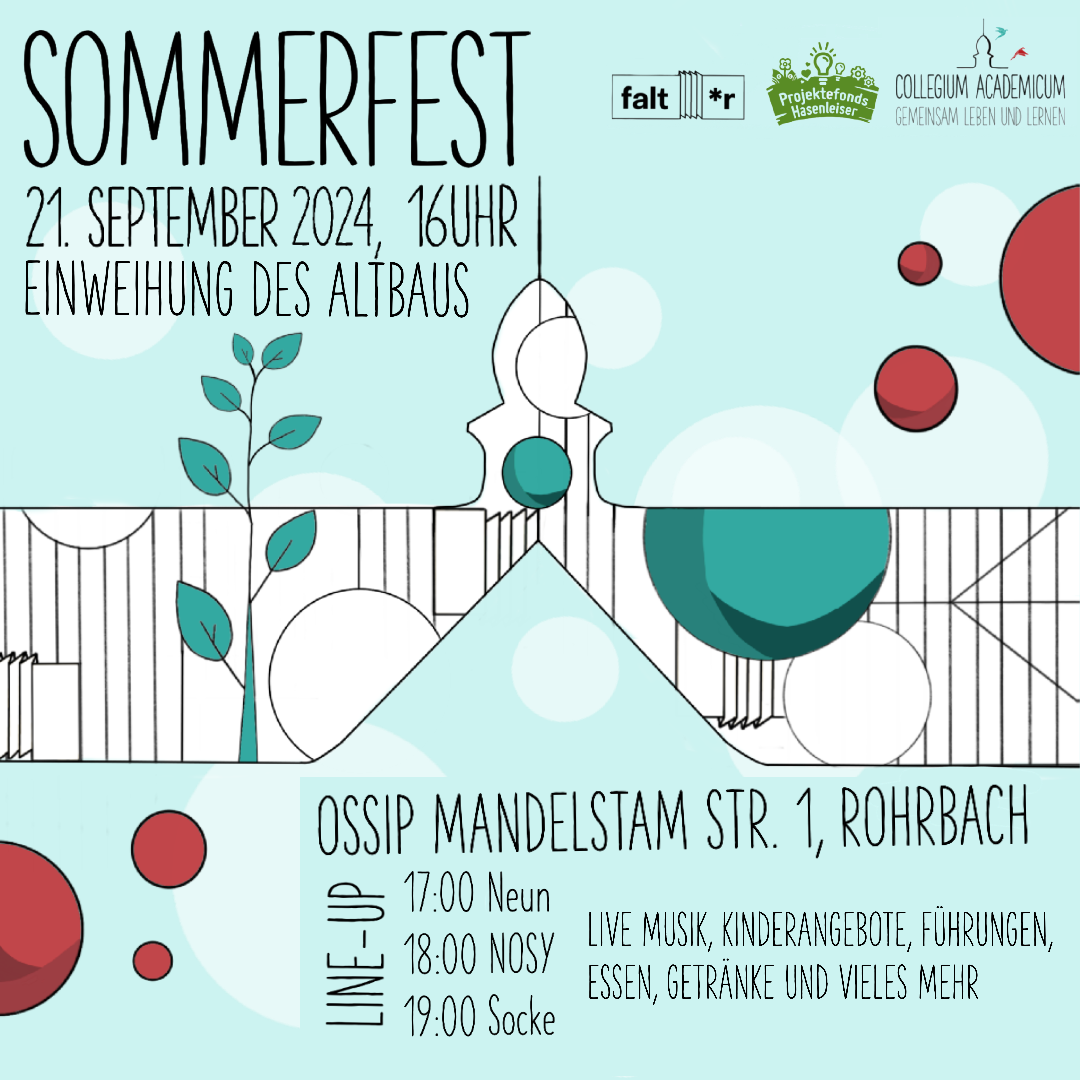 SOMMERFEST
21. SEPTEMBER 2024, 16UHR
EINWEIHUNG DES ALTBAUS
falt *r
Projektefonds
Hasenleiser
COLLEGIUM ACADEMICUM
GEMEINSAM LEBEN UND LERNEN
OSSIP MANDELSTAM STR. 1, ROHRBACH
LINE-UP
17:00 Neun
18:00 NOSY
19:00 Socke
LIVE MUSIK, KINDERANGEBOTE, FÜHRUNGEN,
ESSEN, GETRÄNKE UND VIELES MEHR